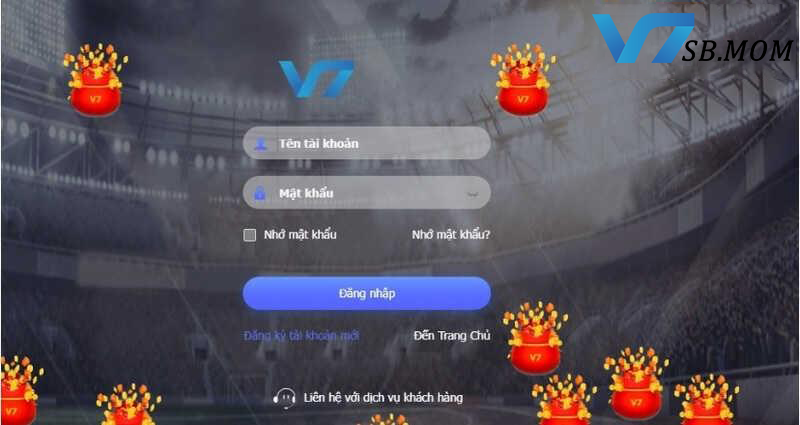 V7SB.MOM
V7
V7
V7
Tên tài khoản
Mật khẩu
Nhớ mật khẩu
Nhớ mật khẩu?
Đăng nhập
Đăng ký tài khoản mới
Đến Trang Chủ
V7
Liên hệ với dịch vụ khách hàng
V7
V7
V7
V7
V7